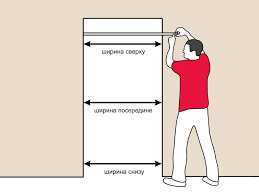 ширина сверху
ширина посередине
ширина снизу